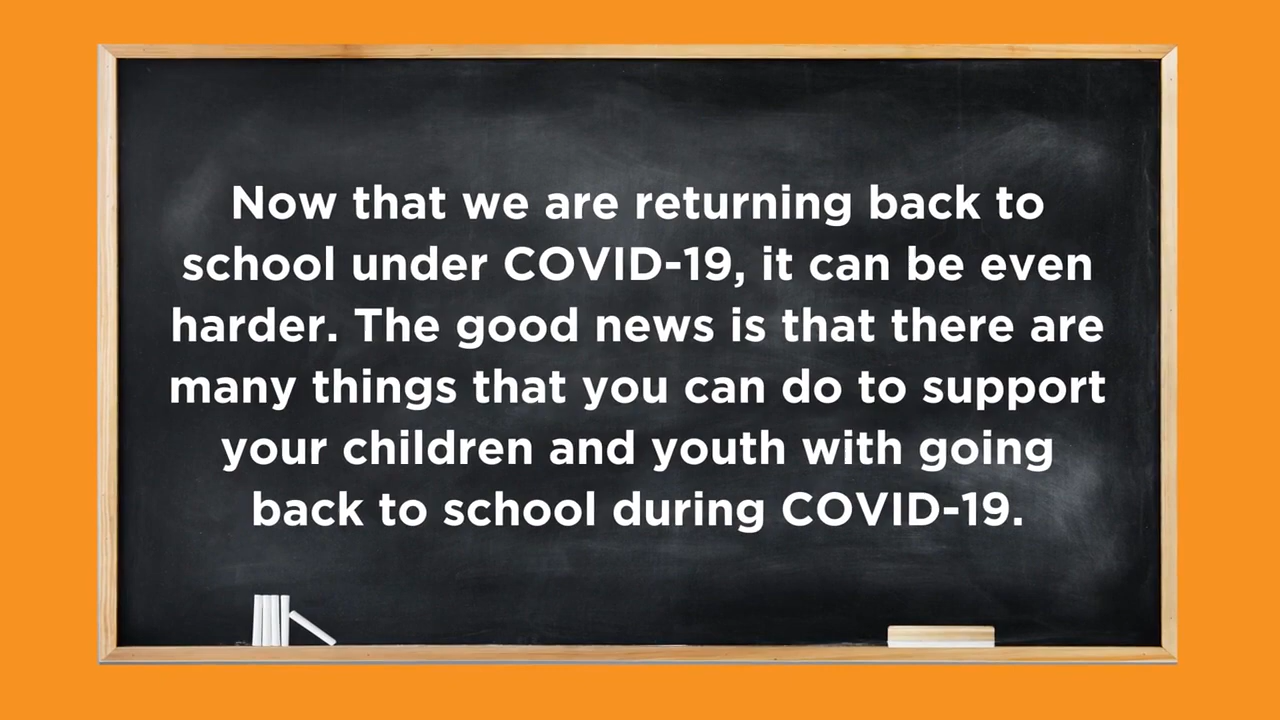 Now that we are returning back to
school under COVID-19, it can be even
harder. The good news is that there are
many things that you can do to support
your children and youth with going
back to school during COVID-19.